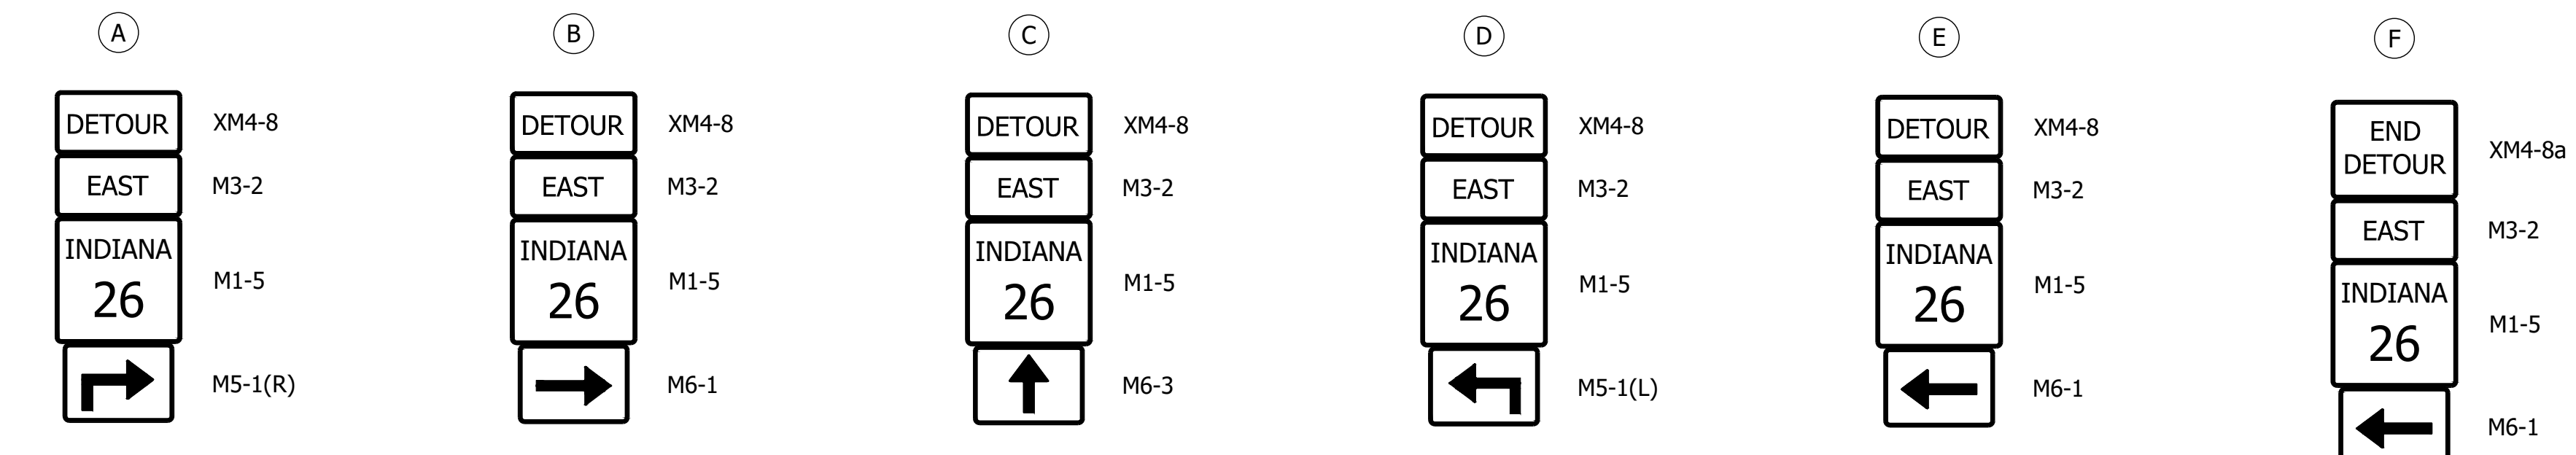 A
DETOUR XM4-8
EAST M3-2
INDIANA
26 M1-5
M5-1(R)
B
DETOUR XM4-8
EAST M3-2
INDIANA
26 M1-5
M6-1
C
DETOUR XM4-8
EAST M3-2
INDIANA
26 M1-5
M6-3
D
DETOUR XM4-8
EAST M3-2
INDIANA
26 M1-5
M5-1(L)
E
DETOUR XM4-8
EAST M3-2
INDIANA
26 M1-5
M6-1
F
END
DETOUR XM4-8a
EAST M3-2
INDIANA
26 M1-5
M6-1